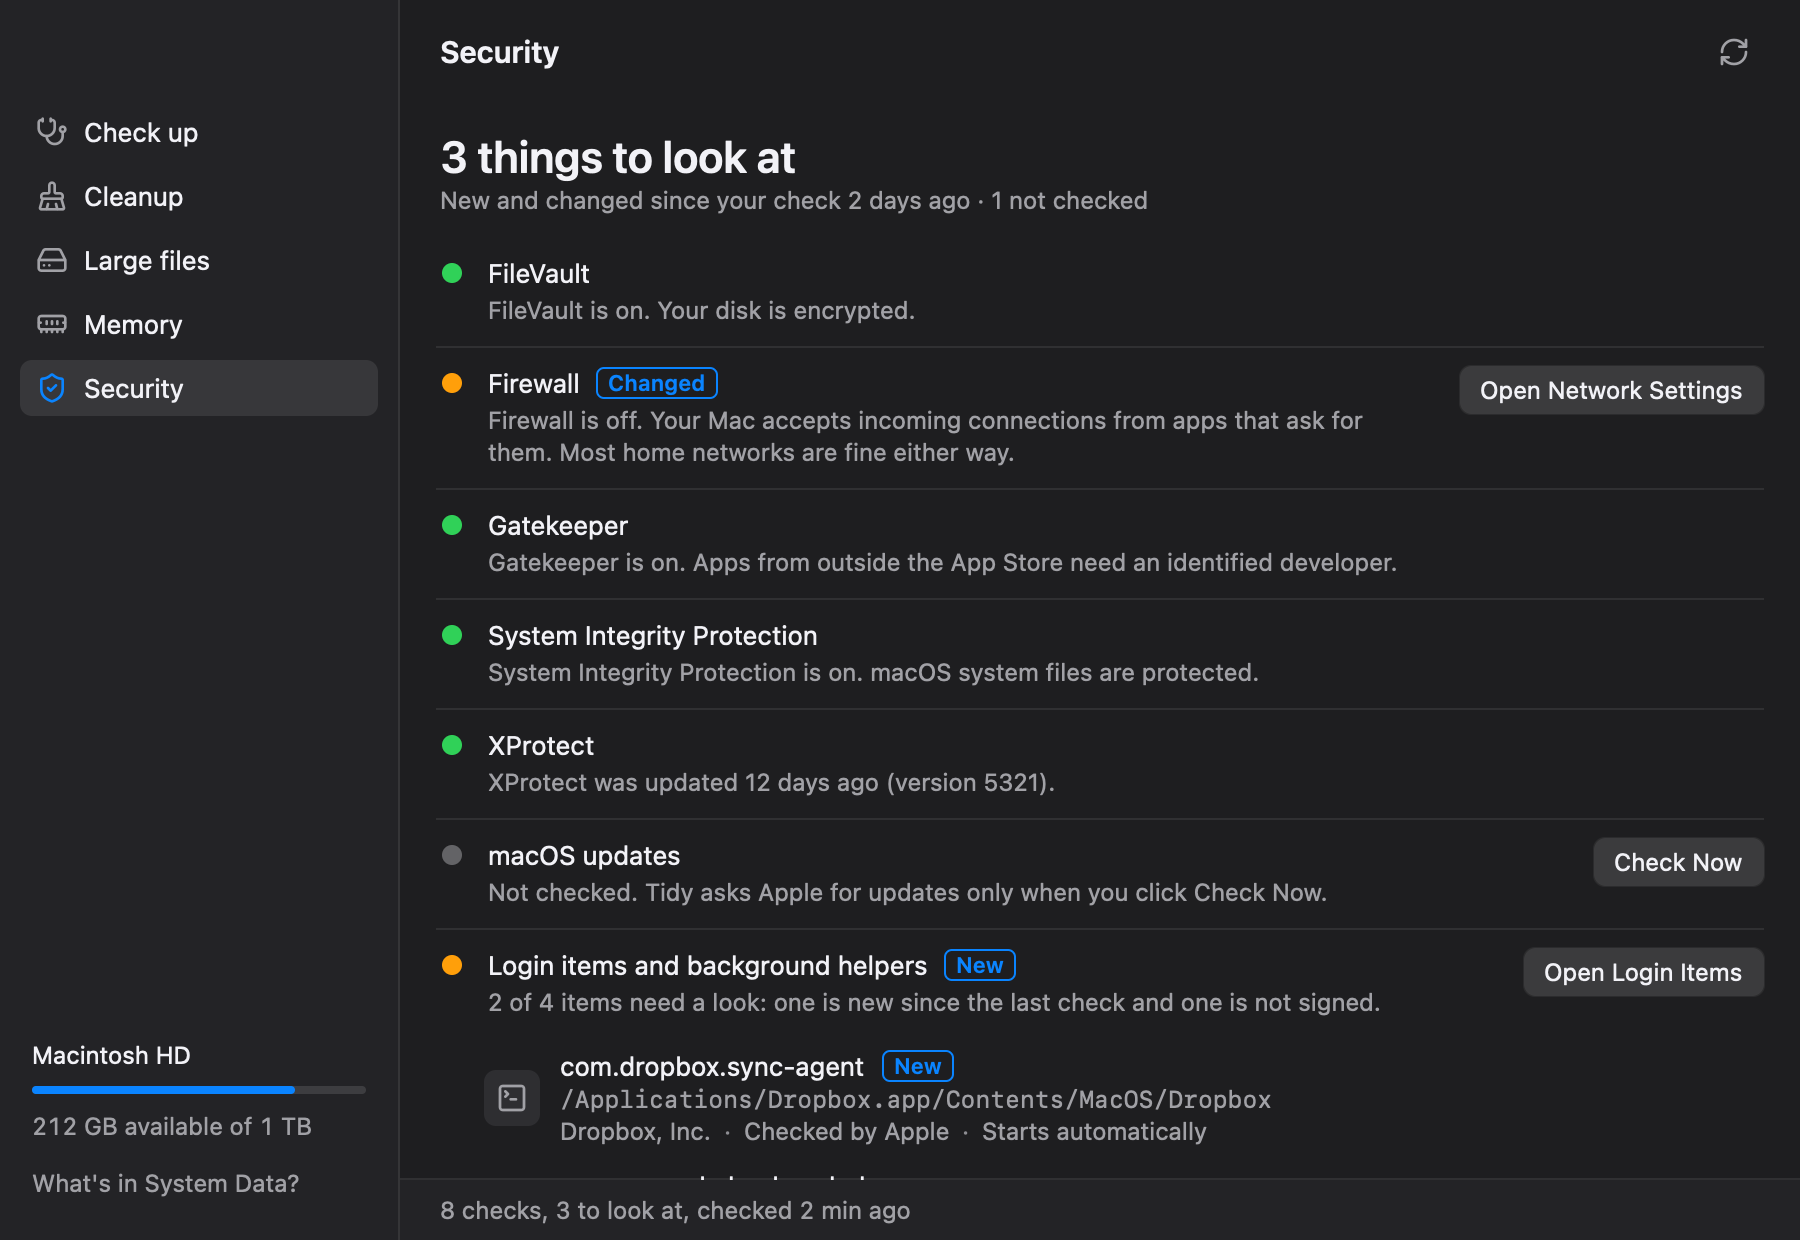 Security
Check up
Cleanup
Large files
Memory
Security
3 things to look at
New and changed since your check 2 days ago · 1 not checked
FileVault
FileVault is on. Your disk is encrypted.
Firewall Changed
Open Network Settings
Firewall is off. Your Mac accepts incoming connections from apps that ask for
them. Most home networks are fine either way.
Gatekeeper
Gatekeeper is on. Apps from outside the App Store need an identified developer.
System Integrity Protection
System Integrity Protection is on. macOS system files are protected.
XProtect
XProtect was updated 12 days ago (version 5321).
macOS updates
Check Now
Not checked. Tidy asks Apple for updates only when you click Check Now.
Login items and background helpers New
Open Login Items
2 of 4 items need a look: one is new since the last check and one is not signed.
com.dropbox.sync-agent New
/Applications/Dropbox.app/Contents/MacOS/Dropbox
Dropbox, Inc. · Checked by Apple · Starts automatically
Macintosh HD
212 GB available of 1 TB
What's in System Data?
8 checks, 3 to look at, checked 2 min ago